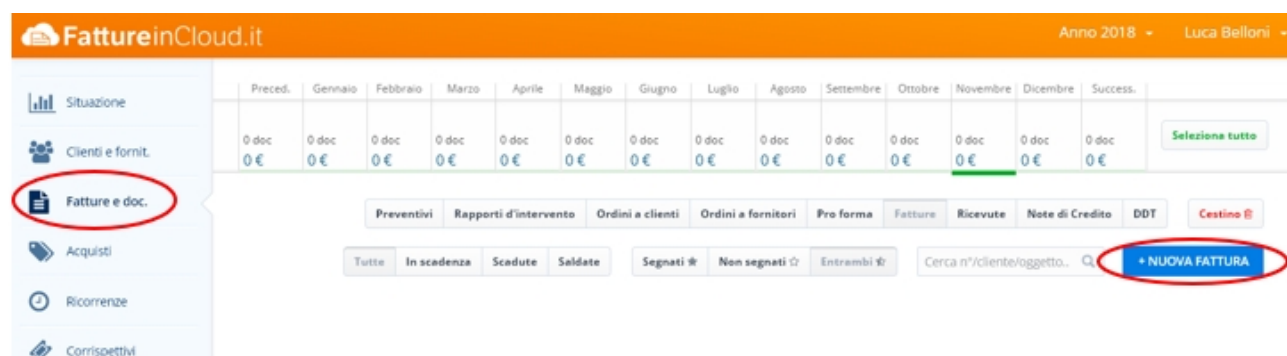 FattureinCloud.it
Anno 2018
Luca Belloni
Situazione
Clienti e fornit.
Fatture e doc.
Acquisti
Ricorrenze
Corrispettivi
Preced. Gennaio Febbraio Marzo Aprile Maggio Giugno Luglio Agosto Settembre Ottobre Novembre Dicembre Success.
0 doc 0 doc 0 doc 0 doc 0 doc 0 doc 0 doc 0 doc 0 doc 0 doc 0 doc 0 doc 0 doc 0 doc
0 € 0 € 0 € 0 € 0 € 0 € 0 € 0 € 0 € 0 € 0 € 0 € 0 € 0 €
Seleziona tutto
Preventivi Rapporti d'intervento Ordini a clienti Ordini a fornitori Pro forma Fatture Ricevute Note di Credito DDT Cestino
Tutte In scadenza Scadute Saldate Segnati Non segnati Entrambi Cerca n°/cliente/oggetto.. + NUOVA FATTURA